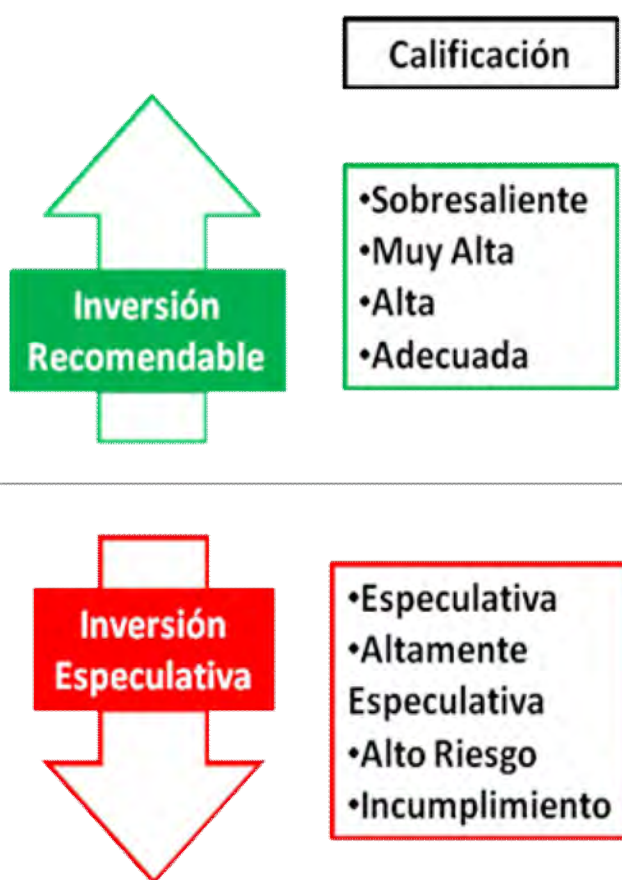 Calificación
Inversión
Recomendable
•Sobresaliente
•Muy Alta
•Alta
•Adecuada
Inversión
Especulativa
•Especulativa
•Altamente
Especulativa
•Alto Riesgo
•Incumplimiento